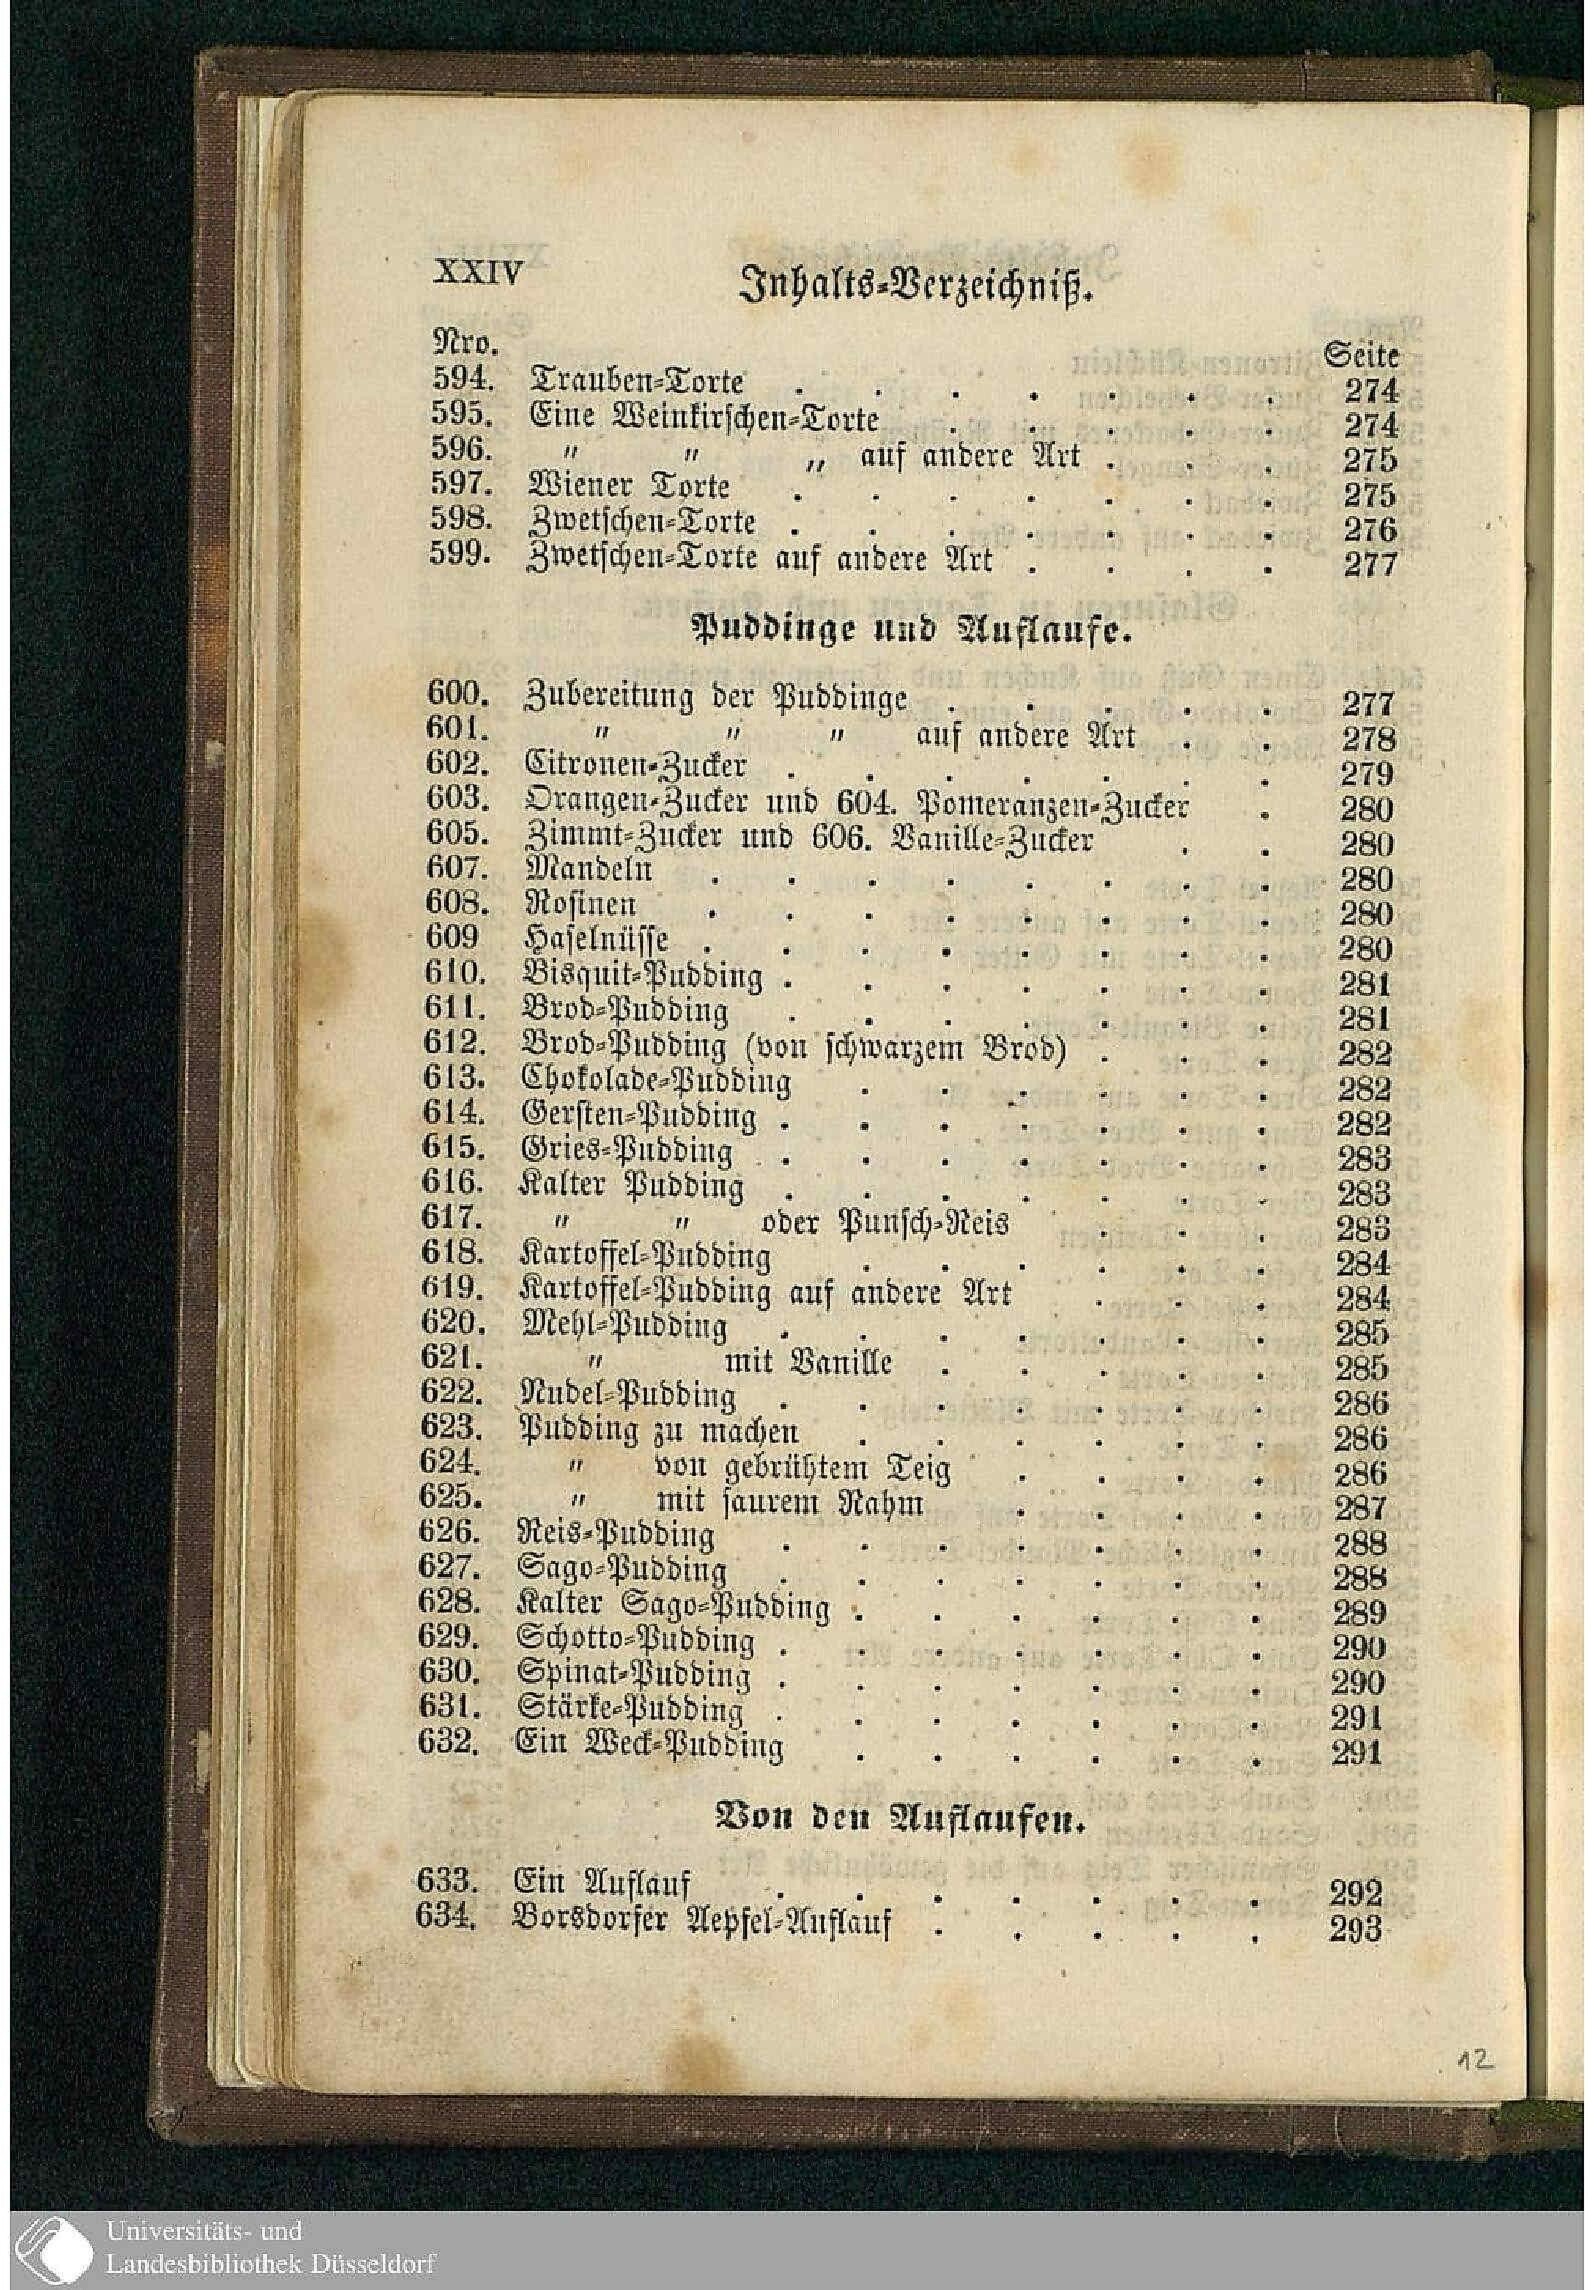 XXIV Inhalts-Verzeichniß.
Nro. Seite
594. Trauben-Torte . . . . . . . 274
595. Eine Weinkirschen-Torte . . . . . 274
596. " " „ auf andere Art . . . 275
597. Wiener Torte . . . . . . . 275
598. Zwetschen-Torte . . . . . . . 276
599. Zwetschen-Torte auf andere Art . . . . 277
Puddinge und Auflaufe.
600. Zubereitung der Puddinge . . . . . 277
601. " " " auf andere Art . . 278
602. Citronen-Zucker . . . . . . . 279
603. Orangen-Zucker und 604. Pomeranzen-Zucker . 280
605. Zimmt-Zucker und 606. Vanille-Zucker . . 280
607. Mandeln . . . . . . . . 280
608. Rosinen . . . . . . . . 280
609 Haselnüsse . . . . . . . . 280
610. Bisquit-Pudding . . . . . . . 281
611. Brod-Pudding . . . . . . . 281
612. Brod-Pudding (von schwarzem Brod) . . . 282
613. Chokolade-Pudding . . . . . . 282
614. Gersten-Pudding . . . . . . . 282
615. Gries-Pudding . . . . . . . 283
616. Kalter Pudding . . . . . . . 283
617. " " oder Punsch-Reis . . . 283
618. Kartoffel-Pudding . . . . . . 284
619. Kartoffel-Pudding auf andere Art . . . 284
620. Mehl-Pudding . . . . . . . 285
621. " mit Vanille . . . . . 285
622. Nudel-Pudding . . . . . . . 286
623. Pudding zu machen . . . . . . 286
624. " von gebrühtem Teig . . . . 286
625. " mit saurem Rahm . . . . 287
626. Reis-Pudding . . . . . . . 288
627. Sago-Pudding . . . . . . . 288
628. Kalter Sago-Pudding . . . . . . 289
629. Schotto-Pudding . . . . . . . 290
630. Spinat-Pudding . . . . . . . 290
631. Stärke-Pudding . . . . . . . 291
632. Ein Weck-Pudding . . . . . . 291
Von den Auflaufen.
633. Ein Auflauf . . . . . . . 292
634. Borsdorfer Aepfel-Auflauf . . . . . 293
12
Universitäts- und
Landesbibliothek Düsseldorf